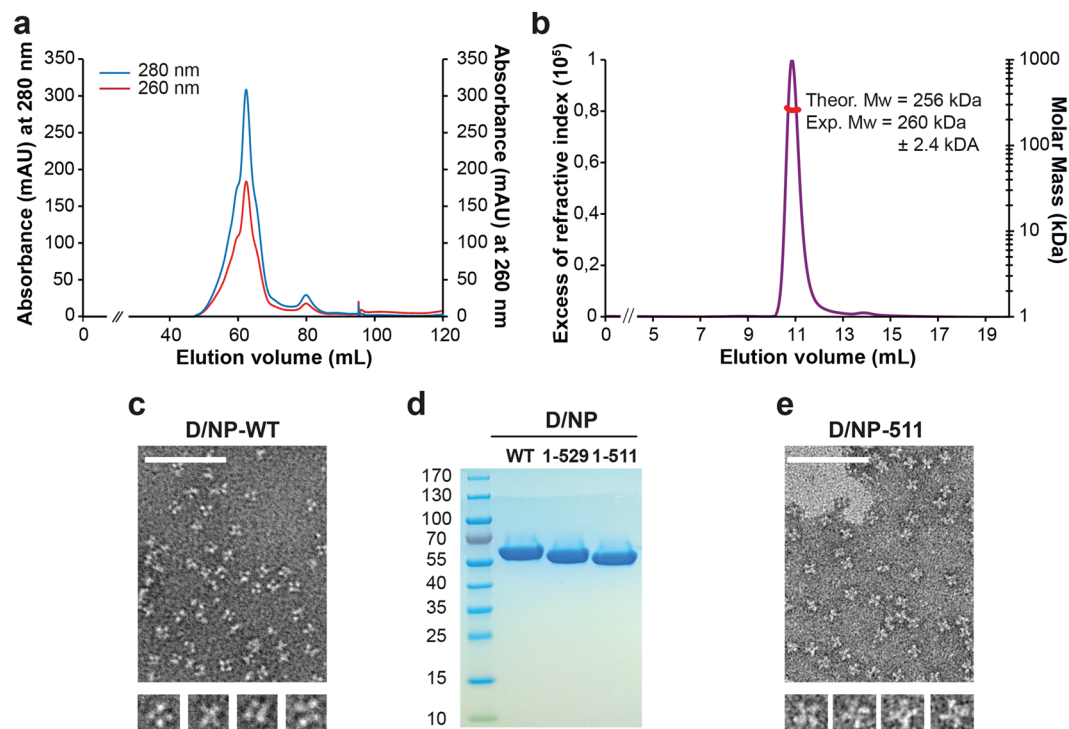 a
350
300
250
200
150
100
50
0
Absorbance (mAU) at 280 nm
280 nm
260 nm
350
300
250
200
150
100
50
0
Absorbance (mAU) at 260 nm
0 // 40 60 80 100 120
Elution volume (mL)
b
1
0,8
0,6
0,4
0,2
0
Excess of refractive index (10⁵)
Theor. Mw = 256 kDa
Exp. Mw = 260 kDa
± 2.4 kDA
1000
100
10
1
Molar Mass (kDa)
0 // 5 7 9 11 13 15 17 19
Elution volume (mL)
c
D/NP-WT
d
D/NP
WT 1-529 1-511
170
130
100
70
55
40
35
25
15
10
e
D/NP-511